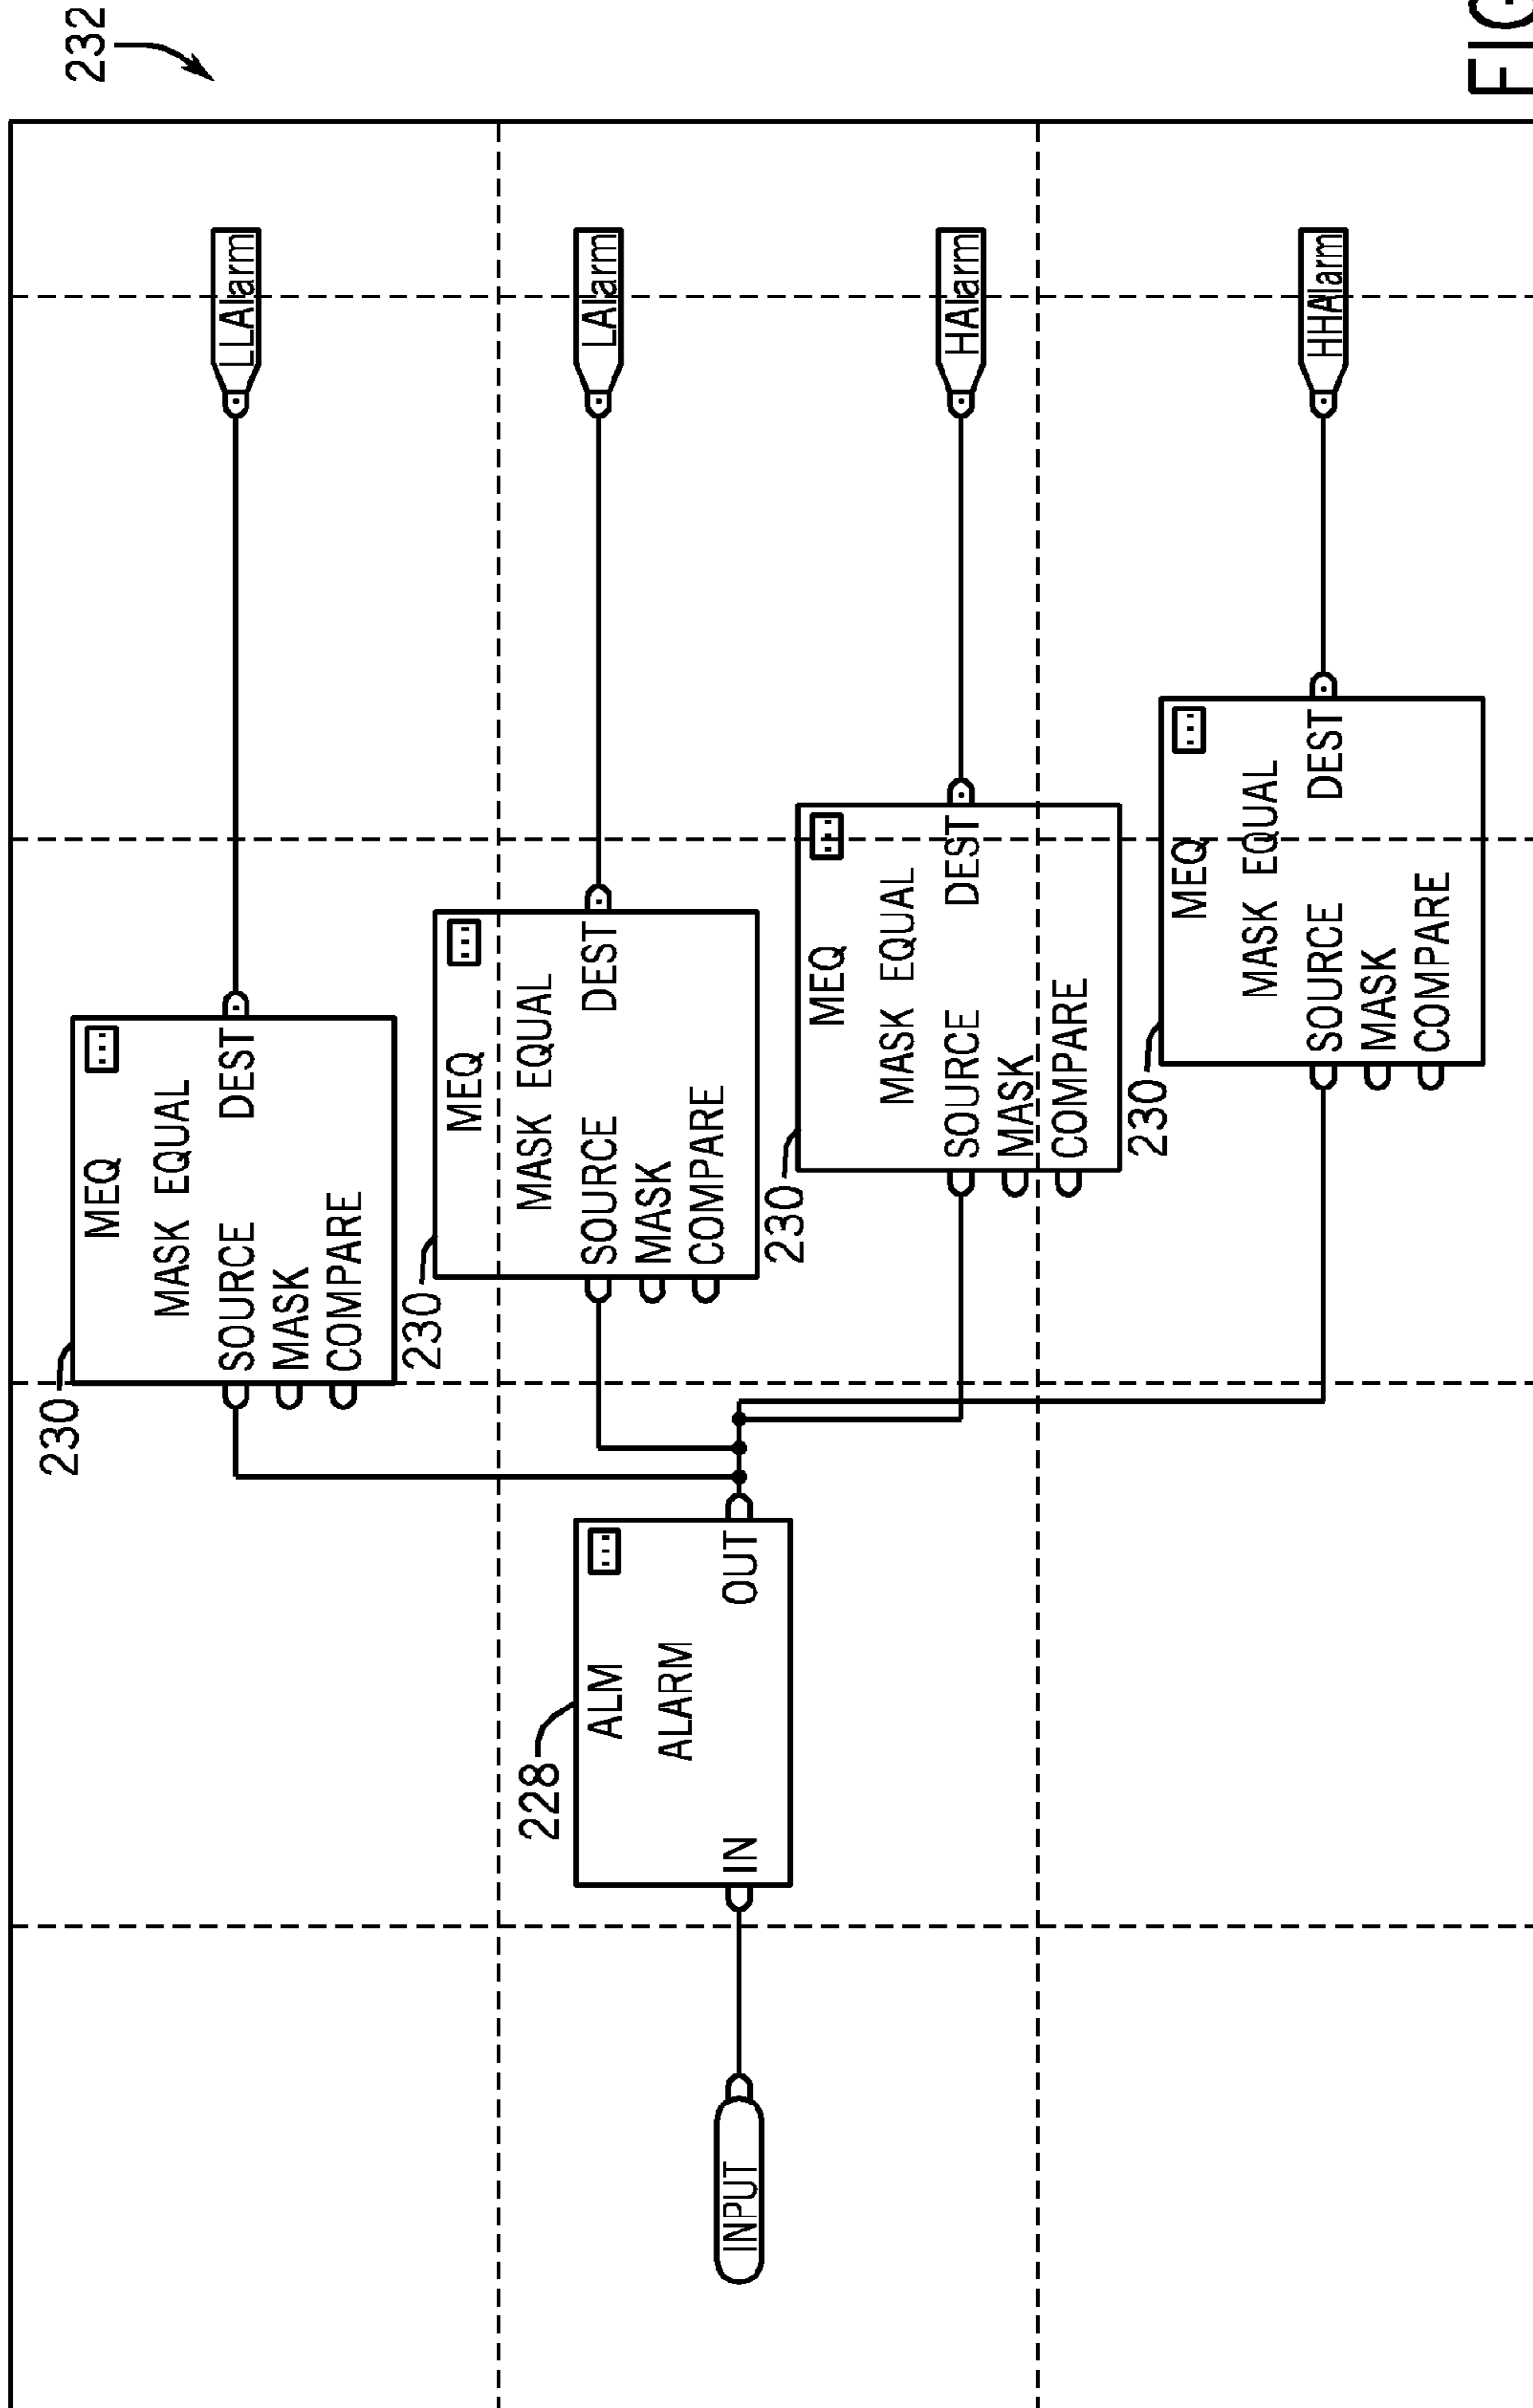 232
230
MEQ
MASK EQUAL
SOURCE DEST
MASK
COMPARE
LLAlarm
230
MEQ
MASK EQUAL
SOURCE DEST
MASK
COMPARE
LAlarm
228
ALM
ALARM
IN OUT
INPUT
230
MEQ
MASK EQUAL
SOURCE DEST
MASK
COMPARE
HAlarm
230
MEQ
MASK EQUAL
SOURCE DEST
MASK
COMPARE
HHAlarm